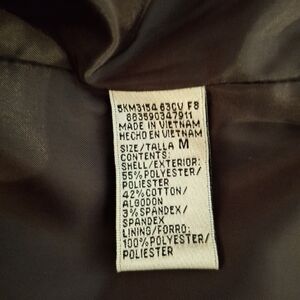 5KM3154 63CV F8
883590347911
MADE IN VIETNAM
HECHO EN VIETNAM
SIZE/TALLA M
CONTENTS:
SHELL/EXTERIOR:
55%POLYESTER/
POLIESTER
42%COTTON/
ALGODON
3%SPANDEX/
SPANDEX
LINING/FORRO:
100%POLYESTER/
POLIESTER